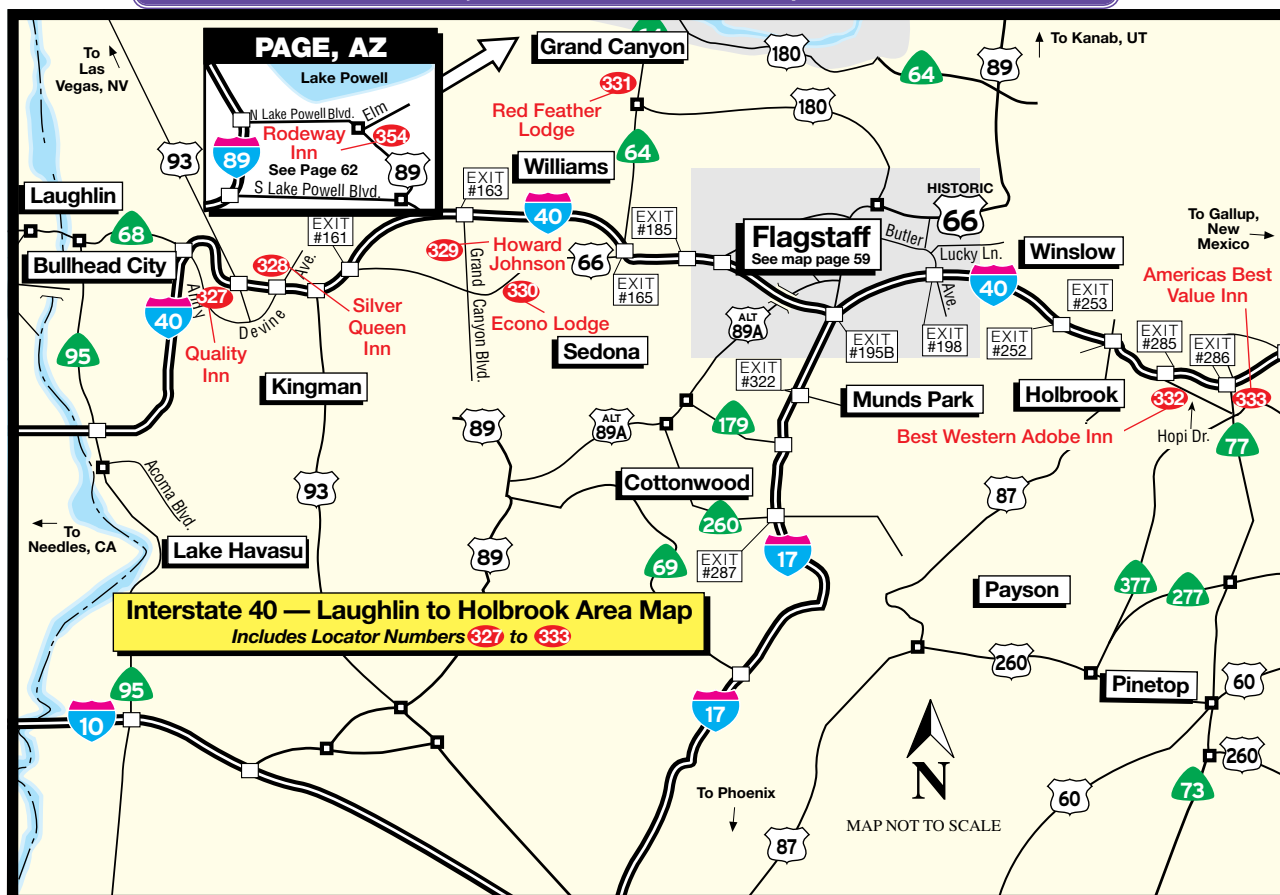 PAGE, AZ
Lake Powell
N Lake Powell Blvd.
Elm
Rodeway
Inn
354
89
See Page 62
89
S Lake Powell Blvd.
To
Las
Vegas, NV
Grand Canyon
180
64
89
To Kanab, UT
331
Red Feather
Lodge
180
64
93
Williams
EXIT
#163
40
Laughlin
68
EXIT
#161
Bullhead City
328
Ave.
327
Andy
Devine
Silver
Queen
Inn
40
Quality
Inn
95
Kingman
329
Howard
Johnson
66
330
Econo Lodge
Grand Canyon Blvd.
EXIT
#165
EXIT
#185
Sedona
HISTORIC
66
Flagstaff
See map page 59
Butler
Ave.
Lucky Ln.
40
Winslow
To Gallup,
New
Mexico
Americas Best
Value Inn
EXIT
#253
EXIT
#252
EXIT
#285
EXIT
#286
EXIT
#198
EXIT
#195B
ALT
89A
EXIT
#322
Munds Park
Holbrook
332
333
Best Western Adobe Inn
Hopi Dr.
77
89
ALT
89A
179
93
Acoma Blvd.
To
Needles, CA
Lake Havasu
89
Cottonwood
260
EXIT
#287
17
69
87
Payson
377
277
Interstate 40 — Laughlin to Holbrook Area Map
Includes Locator Numbers 327 to 333
260
Pinetop
60
95
10
17
N
MAP NOT TO SCALE
To Phoenix
87
60
260
73